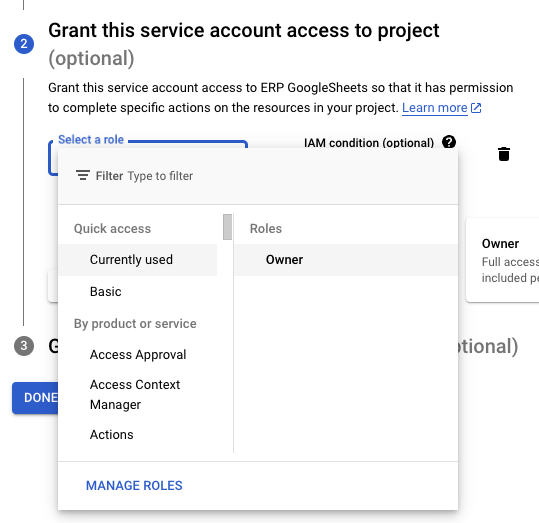 2
Grant this service account access to project
(optional)
Grant this service account access to ERP GoogleSheets so that it has permission
to complete specific actions on the resources in your project. Learn more
Select a role
IAM condition (optional)
Filter Type to filter
Quick access
Currently used
Basic
By product or service
Access Approval
Access Context
Manager
Actions
Roles
Owner
Owner
Full access
included pe
3
G
tional)
DONE
MANAGE ROLES